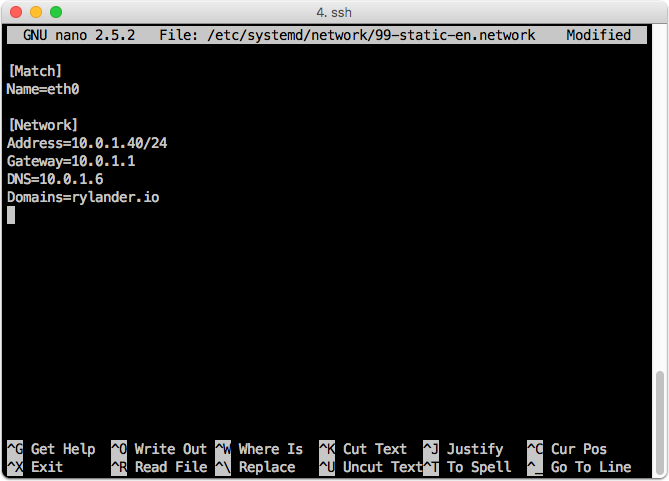 4. ssh
GNU nano 2.5.2 File: /etc/systemd/network/99-static-en.network Modified
[Match]
Name=eth0
[Network]
Address=10.0.1.40/24
Gateway=10.0.1.1
DNS=10.0.1.6
Domains=rylander.io
^G Get Help ^O Write Out ^W Where Is ^K Cut Text ^J Justify ^C Cur Pos
^X Exit ^R Read File ^\ Replace ^U Uncut Text ^T To Spell ^_ Go To Line